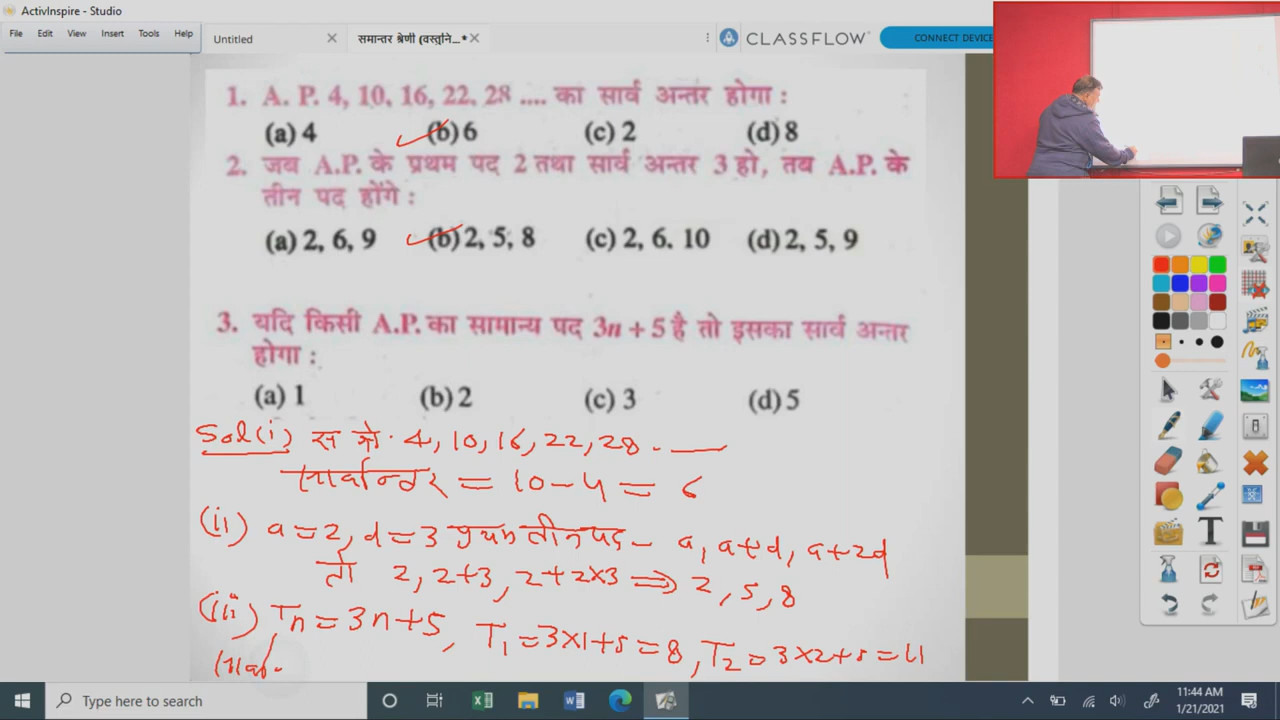 ActivInspire - Studio
File Edit View Insert Tools Help
Untitled
समान्तर श्रेणी (वस्तुनि...*
CLASSFLOW
CONNECT DEVICE
1. A. P. 4, 10, 16, 22, 28 .... का सार्व अन्तर होगा :
(a) 4 (b) 6 (c) 2 (d) 8
2. जब A.P. के प्रथम पद 2 तथा सार्व अन्तर 3 हो, तब A.P. के
तीन पद होंगे :
(a) 2, 6, 9 (b) 2, 5, 8 (c) 2, 6. 10 (d) 2, 5, 9
3. यदि किसी A.P. का सामान्य पद 3n + 5 है तो इसका सार्व अन्तर
होगा :
(a) 1 (b) 2 (c) 3 (d) 5
Sol(i) स श्रे. 4, 10, 16, 22, 28 . —
सार्वान्तर = 10 - 4 = 6
(ii) a = 2, d = 3 प्रथम तीन पद - a, a+d, a+2d
तो 2, 2+3, 2+2×3 ⇒ 2, 5, 8
(iii) Tn = 3n+5, T1 = 3×1+5 = 8, T2 = 3×2+5 = 11
Type here to search
11:44 AM
1/21/2021